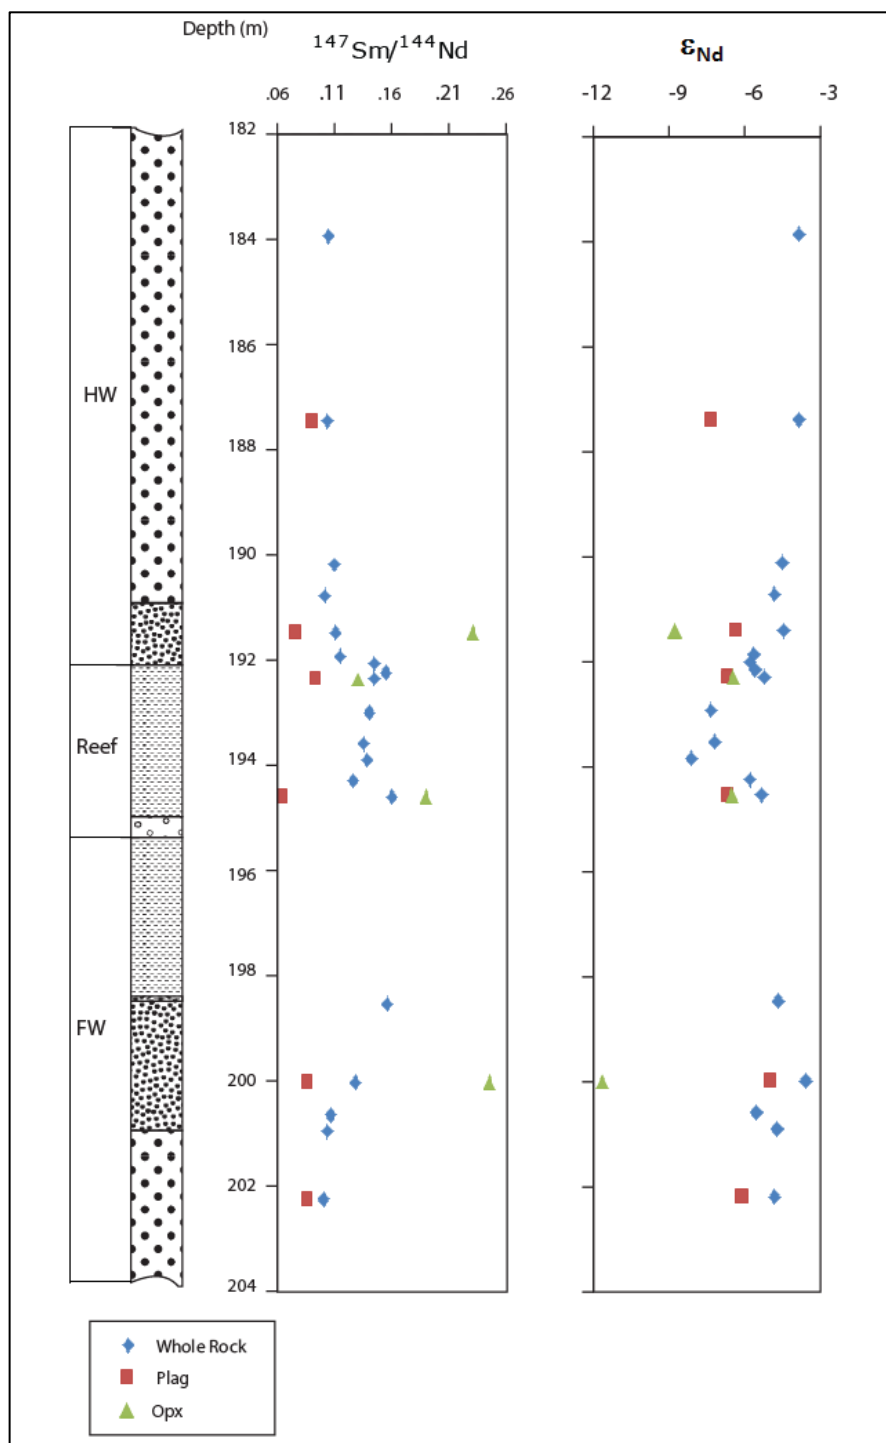 Depth (m)
147Sm/144Nd
εNd
.06 .11 .16 .21 .26
-12 -9 -6 -3
182
184
186
HW
188
190
192
Reef
194
196
198
FW
200
202
204
Whole Rock
Plag
Opx